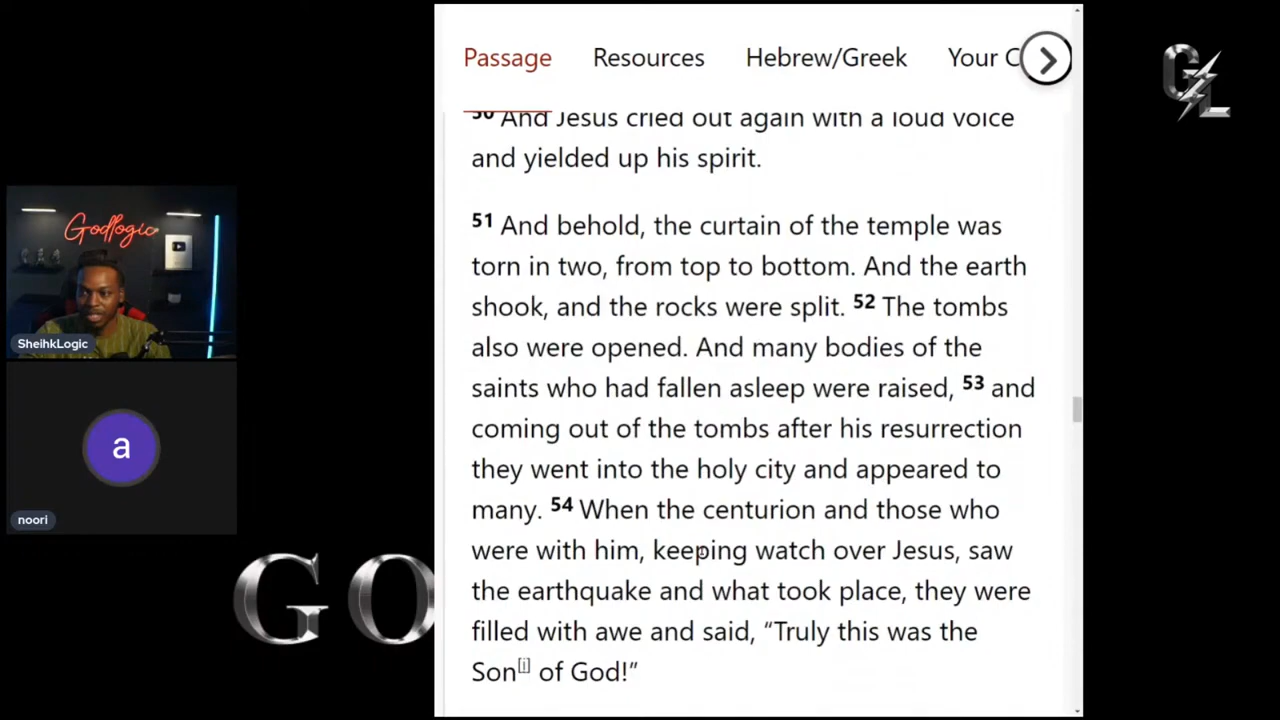 Passage Resources Hebrew/Greek Your C
50 And Jesus cried out again with a loud voice
and yielded up his spirit.
51 And behold, the curtain of the temple was
torn in two, from top to bottom. And the earth
shook, and the rocks were split. 52 The tombs
also were opened. And many bodies of the
saints who had fallen asleep were raised, 53 and
coming out of the tombs after his resurrection
they went into the holy city and appeared to
many. 54 When the centurion and those who
were with him, keeping watch over Jesus, saw
the earthquake and what took place, they were
filled with awe and said, “Truly this was the
Son[i] of God!”
GL
Godlogic
SheihkLogic
a
noori
GO